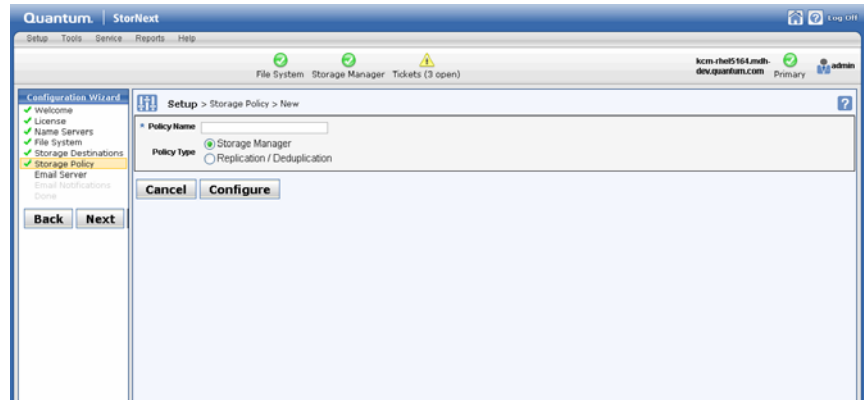 Quantum. | StorNext
Log Off
Setup Tools Service Reports Help
File System Storage Manager Tickets (3 open)
kcm-rhel5164.mdh-
dev.quantum.com
Primary
admin
Configuration Wizard
Welcome
License
Name Servers
File System
Storage Destinations
Storage Policy
Email Server
Email Notifications
Done
Back Next
Setup > Storage Policy > New
?
* Policy Name
Policy Type
Storage Manager
Replication / Deduplication
Cancel Configure